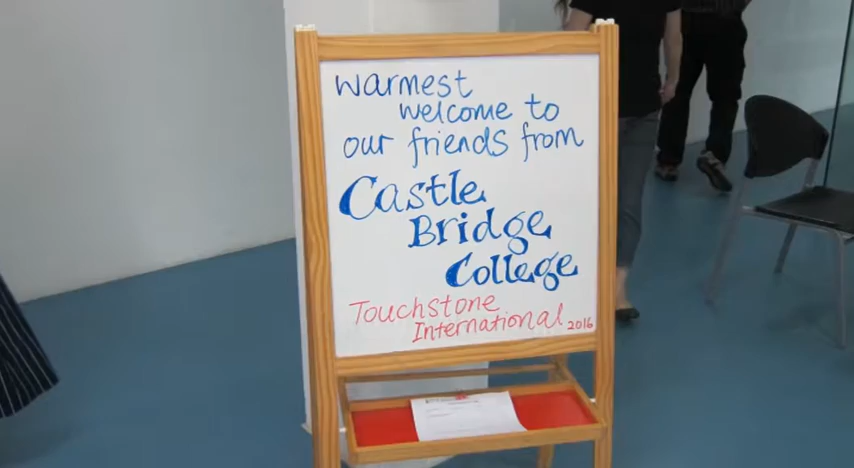 warmest
welcome to
our friends from
Castle
Bridge
College
Touchstone
International 2016